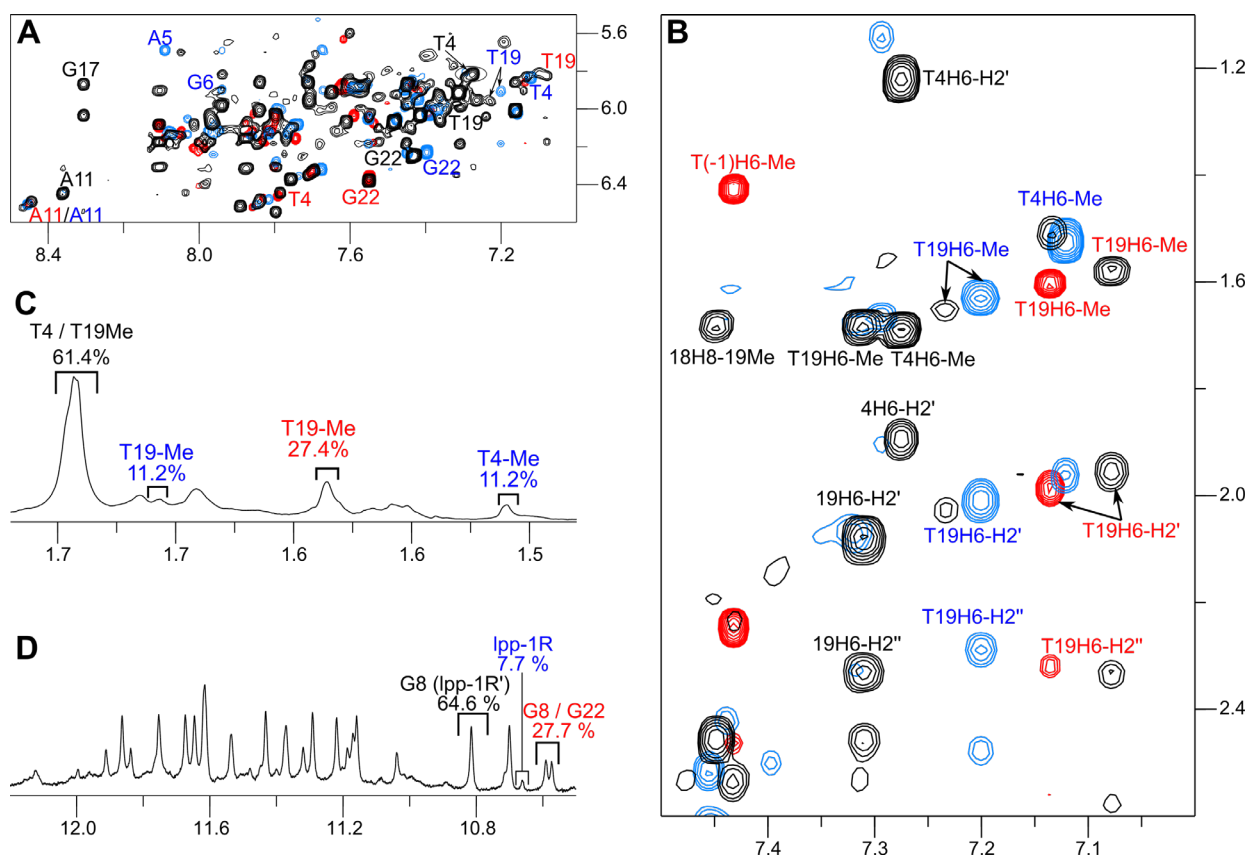 A
A5
G17
G6
T4
T19
T19
T4
T19
G22
G22
A11
A11/A11
T4
G22
5.6
6.0
6.4
8.4
8.0
7.6
7.2
B
T4H6-H2'
T(-1)H6-Me
T4H6-Me
T19H6-Me
T19H6-Me
T19H6-Me
18H8-19Me
T19H6-Me
T4H6-Me
4H6-H2'
19H6-H2'
T19H6-H2'
T19H6-H2'
T19H6-H2''
19H6-H2''
T19H6-H2''
1.2
1.6
2.0
2.4
7.4
7.3
7.2
7.1
C
T4 / T19Me
61.4%
T19-Me
11.2%
T19-Me
27.4%
T4-Me
11.2%
1.7
1.7
1.6
1.6
1.5
D
lpp-1R
7.7 %
G8 (lpp-1R')
64.6 %
G8 / G22
27.7 %
12.0
11.6
11.2
10.8